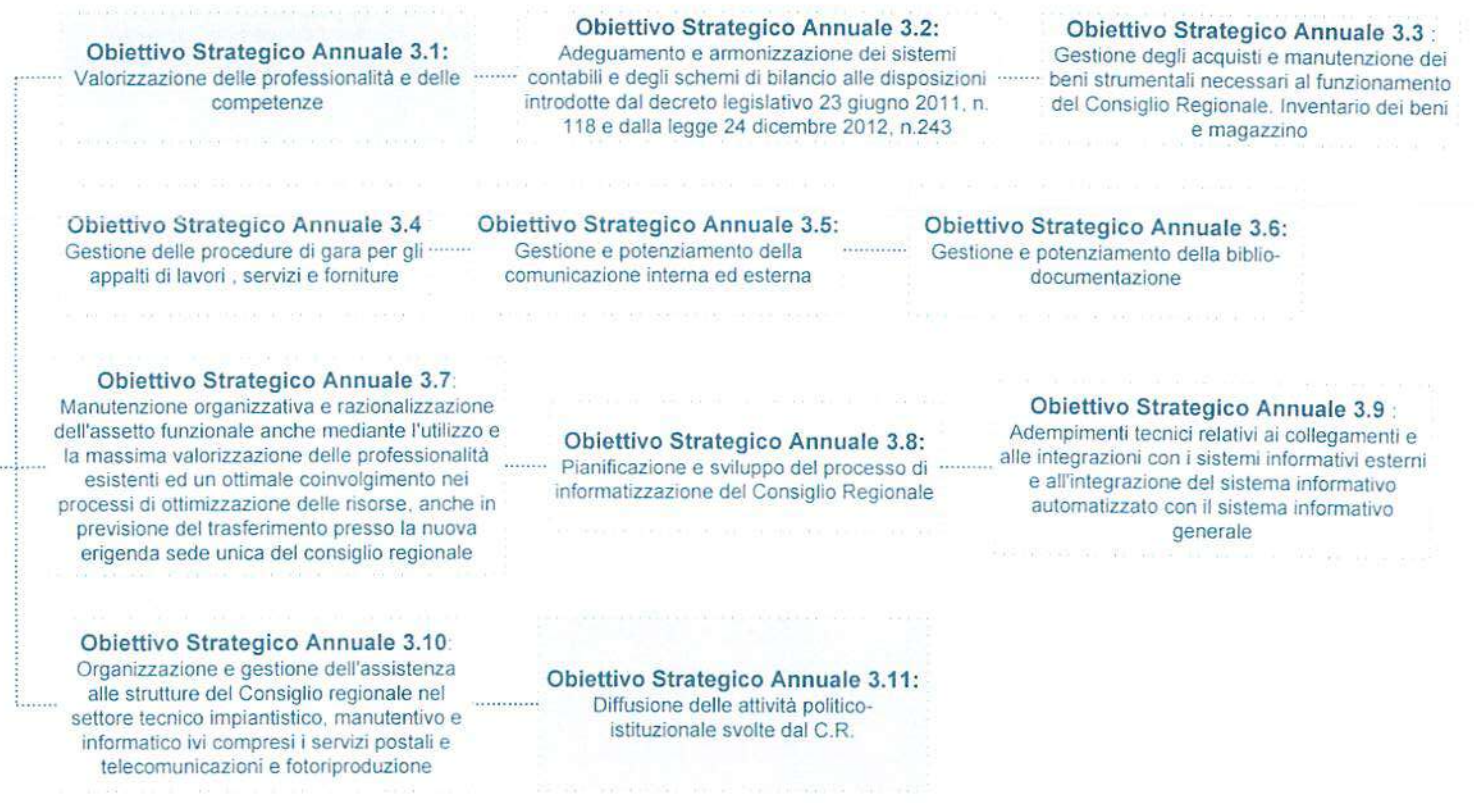 Obiettivo Strategico Annuale 3.1:
Valorizzazione delle professionalità e delle
competenze
Obiettivo Strategico Annuale 3.2:
Adeguamento e armonizzazione dei sistemi
contabili e degli schemi di bilancio alle disposizioni
introdotte dal decreto legislativo 23 giugno 2011, n.
118 e dalla legge 24 dicembre 2012, n.243
Obiettivo Strategico Annuale 3.3 :
Gestione degli acquisti e manutenzione dei
beni strumentali necessari al funzionamento
del Consiglio Regionale. Inventario dei beni
e magazzino
Obiettivo Strategico Annuale 3.4
Gestione delle procedure di gara per gli
appalti di lavori , servizi e forniture
Obiettivo Strategico Annuale 3.5:
Gestione e potenziamento della
comunicazione interna ed esterna
Obiettivo Strategico Annuale 3.6:
Gestione e potenziamento della biblio-
documentazione
Obiettivo Strategico Annuale 3.7:
Manutenzione organizzativa e razionalizzazione
dell'assetto funzionale anche mediante l'utilizzo e
la massima valorizzazione delle professionalità
esistenti ed un ottimale coinvolgimento nei
processi di ottimizzazione delle risorse, anche in
previsione del trasferimento presso la nuova
erigenda sede unica del consiglio regionale
Obiettivo Strategico Annuale 3.8:
Pianificazione e sviluppo del processo di
informatizzazione del Consiglio Regionale
Obiettivo Strategico Annuale 3.9 :
Adempimenti tecnici relativi ai collegamenti e
alle integrazioni con i sistemi informativi esterni
e all'integrazione del sistema informativo
automatizzato con il sistema informativo
generale
Obiettivo Strategico Annuale 3.10:
Organizzazione e gestione dell'assistenza
alle strutture del Consiglio regionale nel
settore tecnico impiantistico, manutentivo e
informatico ivi compresi i servizi postali e
telecomunicazioni e fotoriproduzione
Obiettivo Strategico Annuale 3.11:
Diffusione delle attività politico-
istituzionale svolte dal C.R.